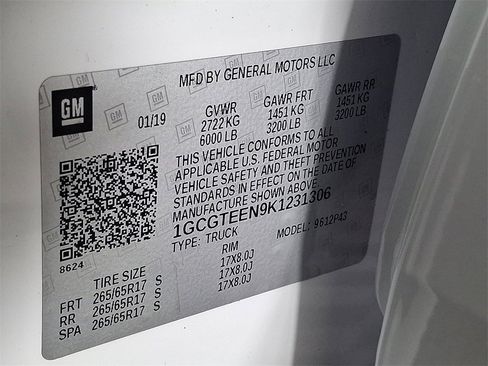 MFD BY GENERAL MOTORS LLC
GM
01/19
GVWR GAWR FRT GAWR RR
2722 KG 1451 KG 1451 KG
6000 LB 3200 LB 3200 LB
THIS VEHICLE CONFORMS TO ALL
APPLICABLE U.S. FEDERAL MOTOR
VEHICLE SAFETY AND THEFT PREVENTION
STANDARDS IN EFFECT ON THE DATE OF
MANUFACTURE SHOWN ABOVE.
1GCGTEEN9K1231306
TYPE: TRUCK MODEL: 9612P43
8624
TIRE SIZE RIM
FRT 265/65R17 S 17X8.0J
RR 265/65R17 S 17X8.0J
SPA 265/65R17 S 17X8.0J